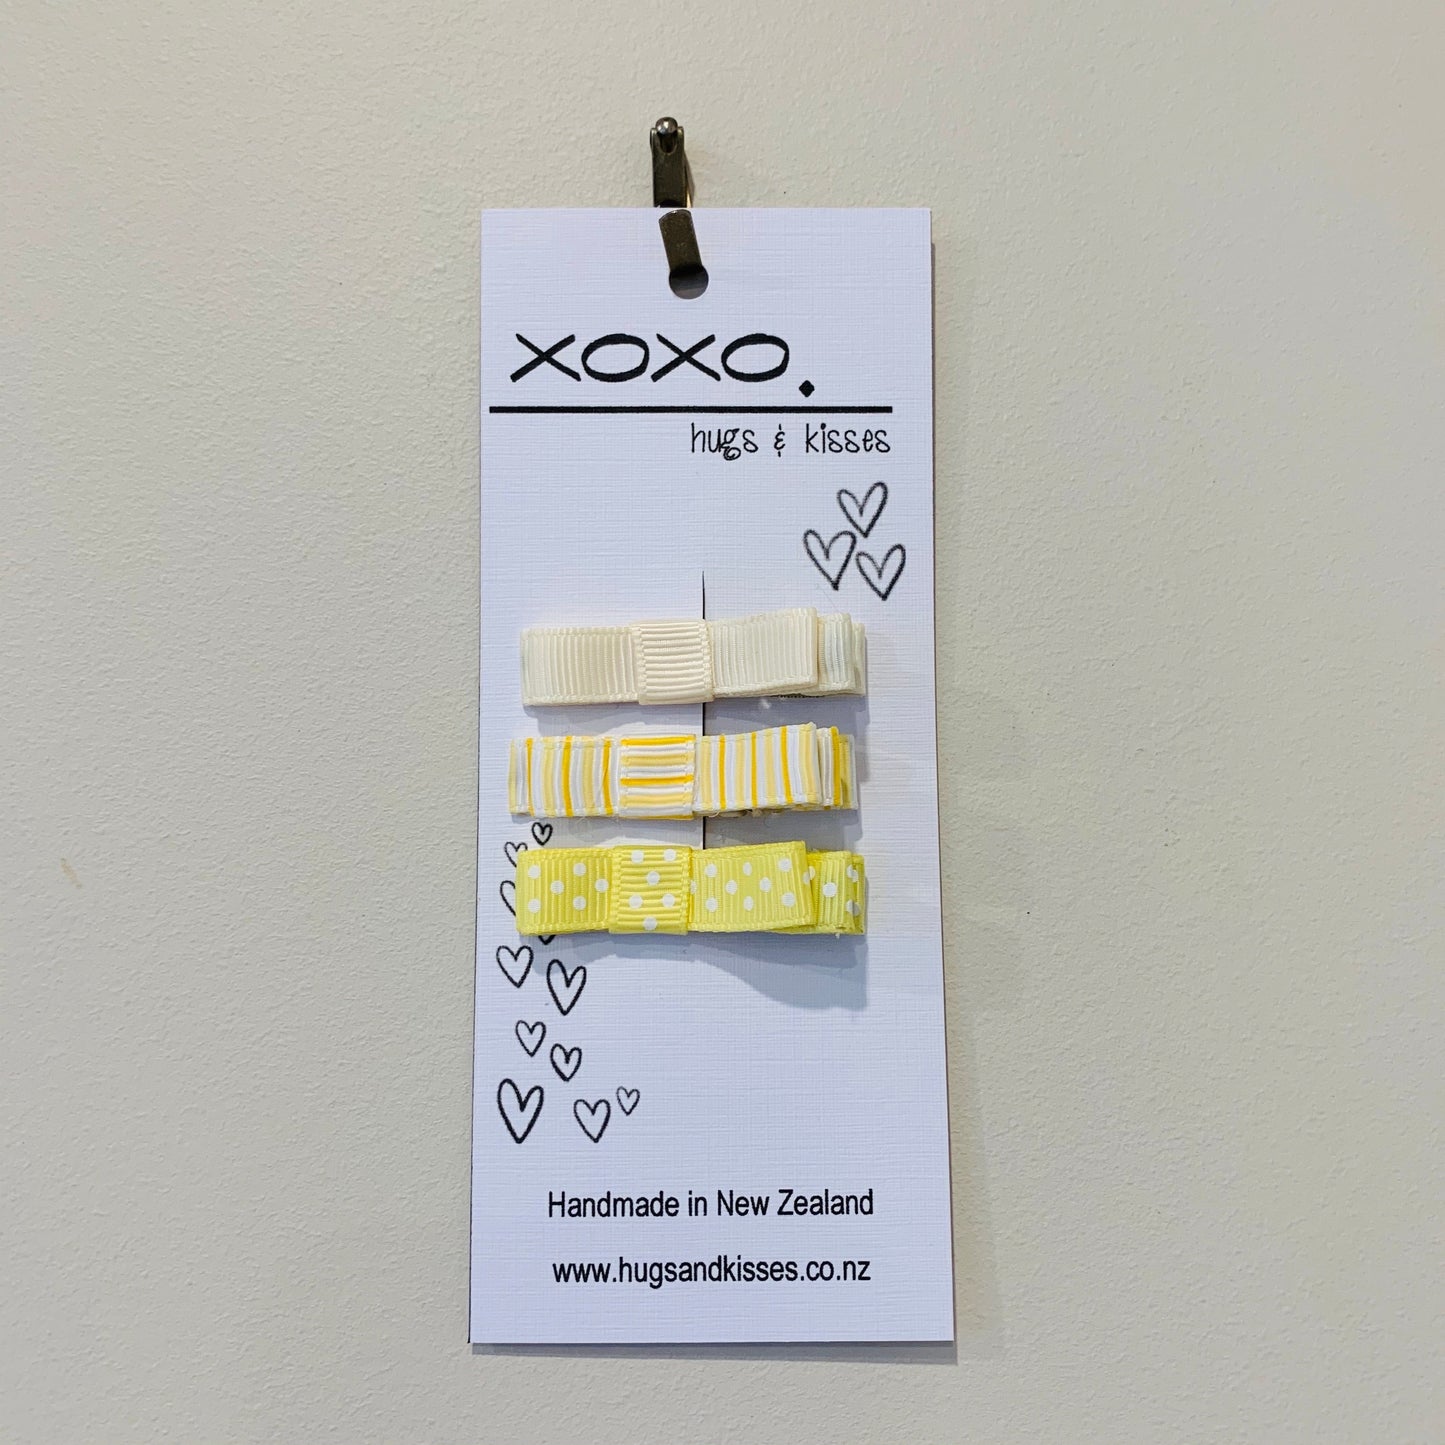 xoxo.
hugs & kisses
Handmade in New Zealand
www.hugsandkisses.co.nz